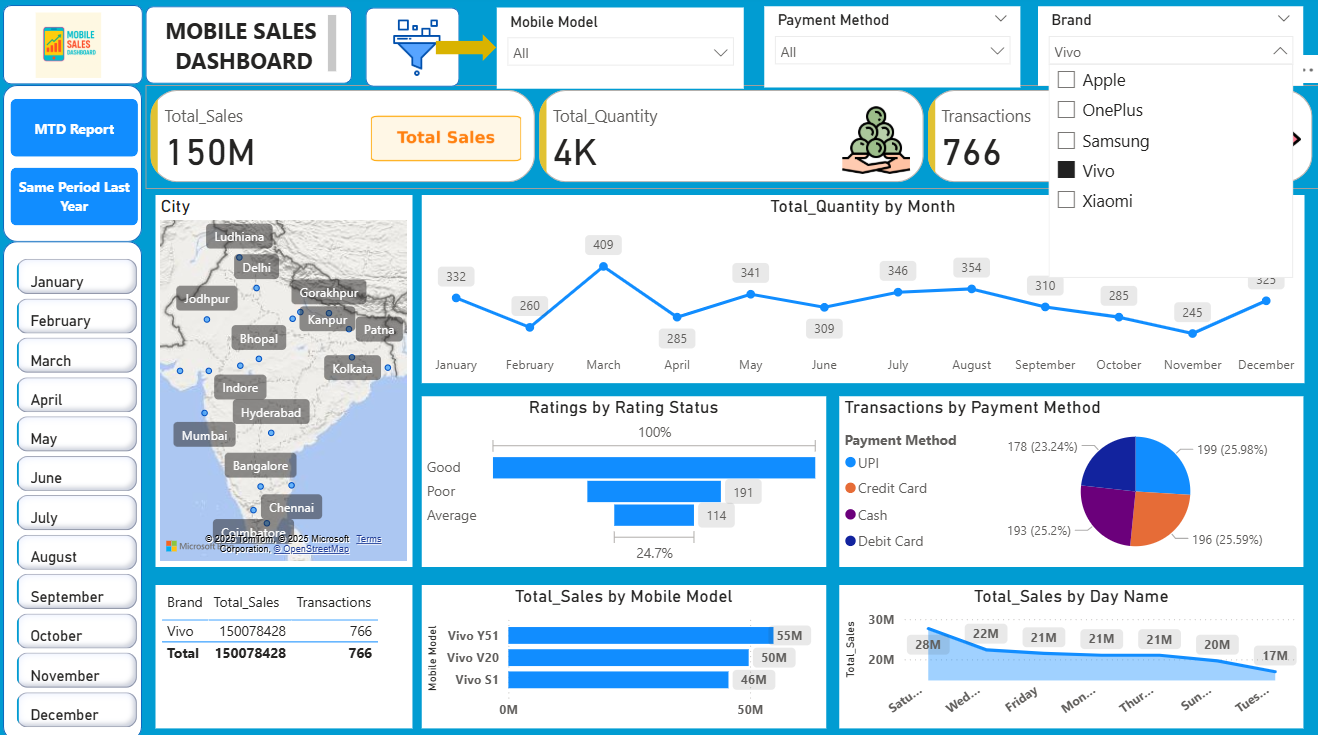 MOBILE
SALES
DASHBOARD
MOBILE SALES
DASHBOARD
Mobile Model
All
Payment Method
All
Brand
Vivo
Apple
OnePlus
Samsung
Vivo
Xiaomi
MTD Report
Same Period Last
Year
Total_Sales
150M
Total Sales
Total_Quantity
4K
Transactions
766
January
February
March
April
May
June
July
August
September
October
November
December
City
Ludhiana
Delhi
Jodhpur
Gorakhpur
Kanpur
Patna
Bhopal
Kolkata
Indore
Hyderabad
Mumbai
Bangalore
Chennai
Coimbatore
© 2025 TomTom, © 2025 Microsoft
Corporation, © OpenStreetMap
Terms
Total_Quantity by Month
332
260
409
285
341
309
346
354
310
285
245
325
January
February
March
April
May
June
July
August
September
October
November
December
Ratings by Rating Status
100%
Good
Poor
191
Average
114
24.7%
Transactions by Payment Method
Payment Method
UPI
Credit Card
Cash
Debit Card
178 (23.24%)
199 (25.98%)
193 (25.2%)
196 (25.59%)
Brand Total_Sales Transactions
Vivo 150078428 766
Total 150078428 766
Total_Sales by Mobile Model
Mobile Model
Vivo Y51 55M
Vivo V20 50M
Vivo S1 46M
0M 50M
Total_Sales by Day Name
Total_Sales
30M
20M
28M
22M
21M
21M
21M
20M
17M
Satu...
Wed...
Friday
Mon...
Thur...
Sun...
Tues...